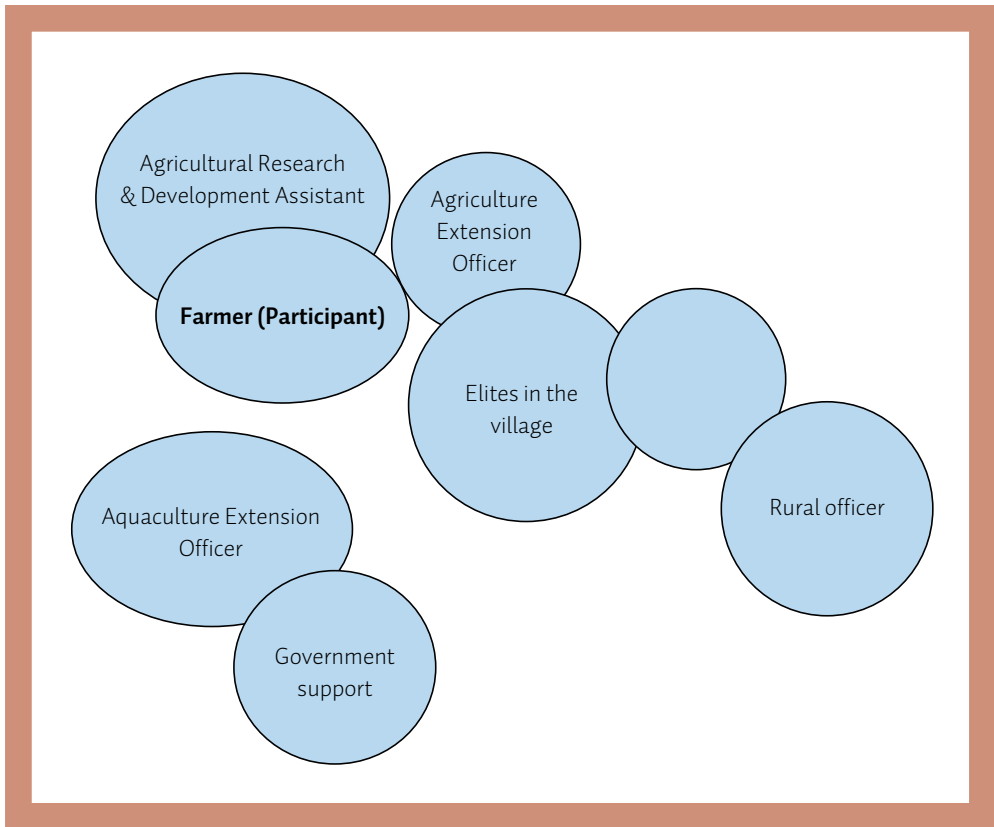 Agricultural Research
& Development Assistant
Agriculture
Extension
Officer
Farmer (Participant)
Elites in the
village
Rural officer
Aquaculture Extension
Officer
Government
support